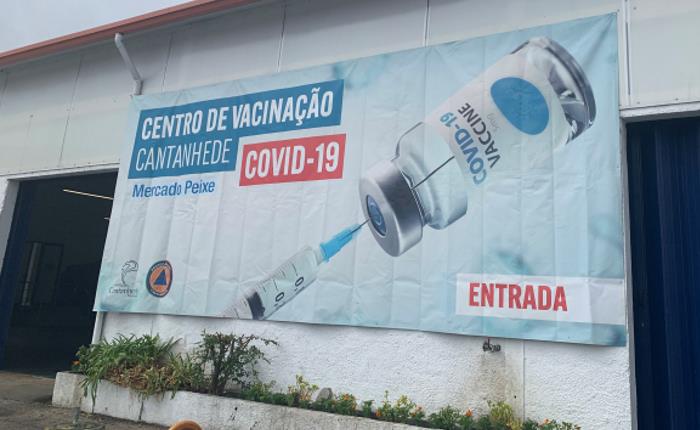 CENTRO DE VACINAÇÃO
CANTANHEDE
COVID-19
Mercado Peixe
COVID-19
VACCINE
ENTRADA